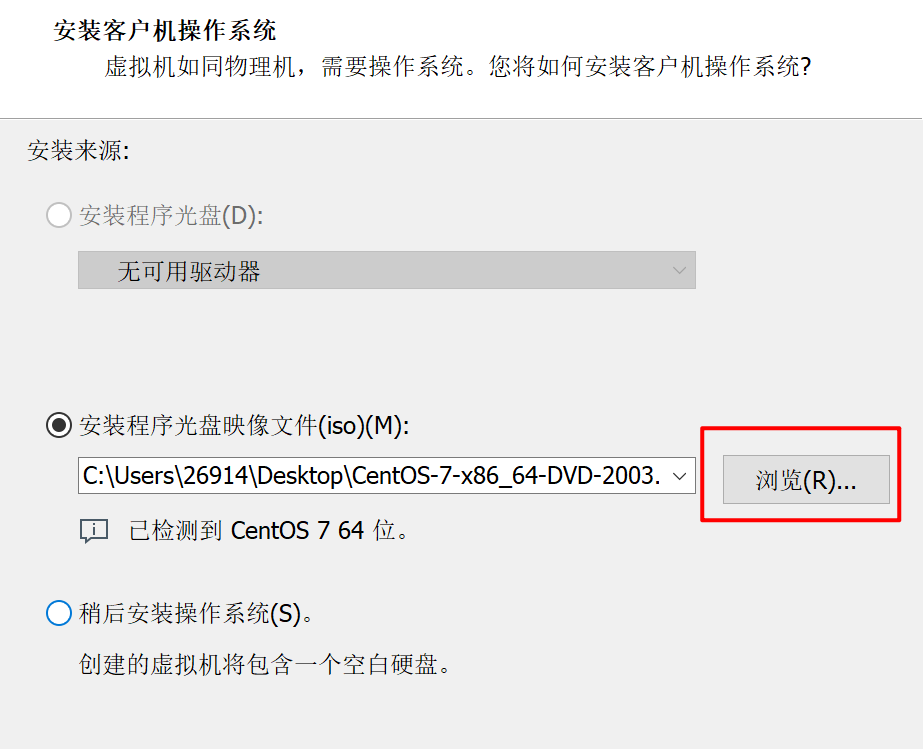 安装客户机操作系统
虚拟机如同物理机，需要操作系统。您将如何安装客户机操作系统?
安装来源:
安装程序光盘(D):
无可用驱动器
安装程序光盘映像文件(iso)(M):
C:\Users\26914\Desktop\CentOS-7-x86_64-DVD-2003.
浏览(R)...
已检测到 CentOS 7 64 位。
稍后安装操作系统(S)。
创建的虚拟机将包含一个空白硬盘。